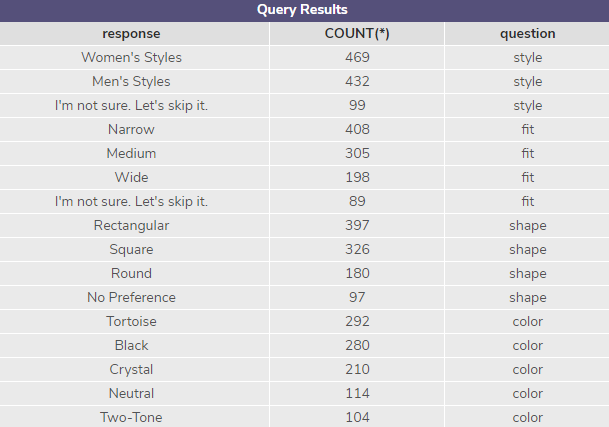 Query Results
response COUNT(*) question
Women's Styles 469 style
Men's Styles 432 style
I'm not sure. Let's skip it. 99 style
Narrow 408 fit
Medium 305 fit
Wide 198 fit
I'm not sure. Let's skip it. 89 fit
Rectangular 397 shape
Square 326 shape
Round 180 shape
No Preference 97 shape
Tortoise 292 color
Black 280 color
Crystal 210 color
Neutral 114 color
Two-Tone 104 color